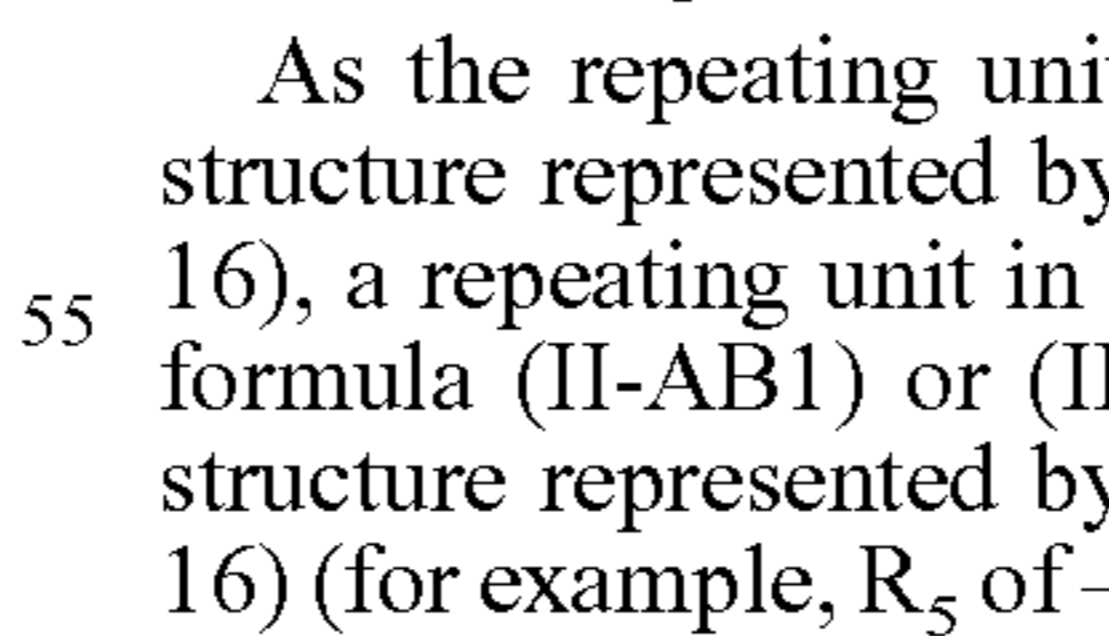 As the repeating uni
structure represented by
16), a repeating unit in
55
formula (II-AB1) or (II
structure represented by
16) (for example, R₅ of –